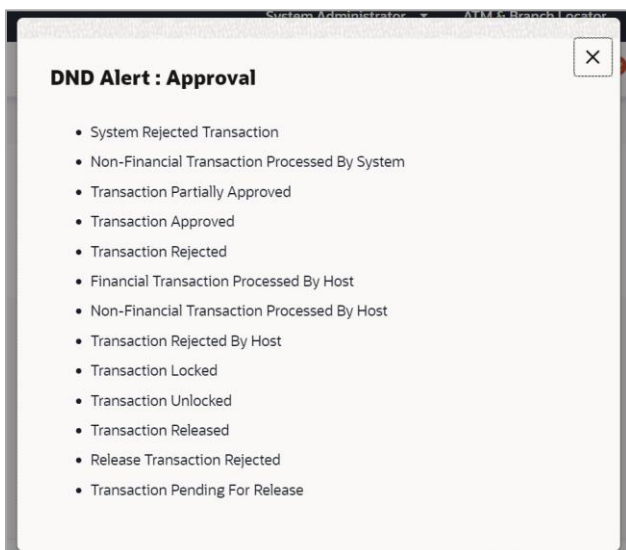 System Administrator ATM & Branch Locator
DND Alert : Approval
• System Rejected Transaction
• Non-Financial Transaction Processed By System
• Transaction Partially Approved
• Transaction Approved
• Transaction Rejected
• Financial Transaction Processed By Host
• Non-Financial Transaction Processed By Host
• Transaction Rejected By Host
• Transaction Locked
• Transaction Unlocked
• Transaction Released
• Release Transaction Rejected
• Transaction Pending For Release